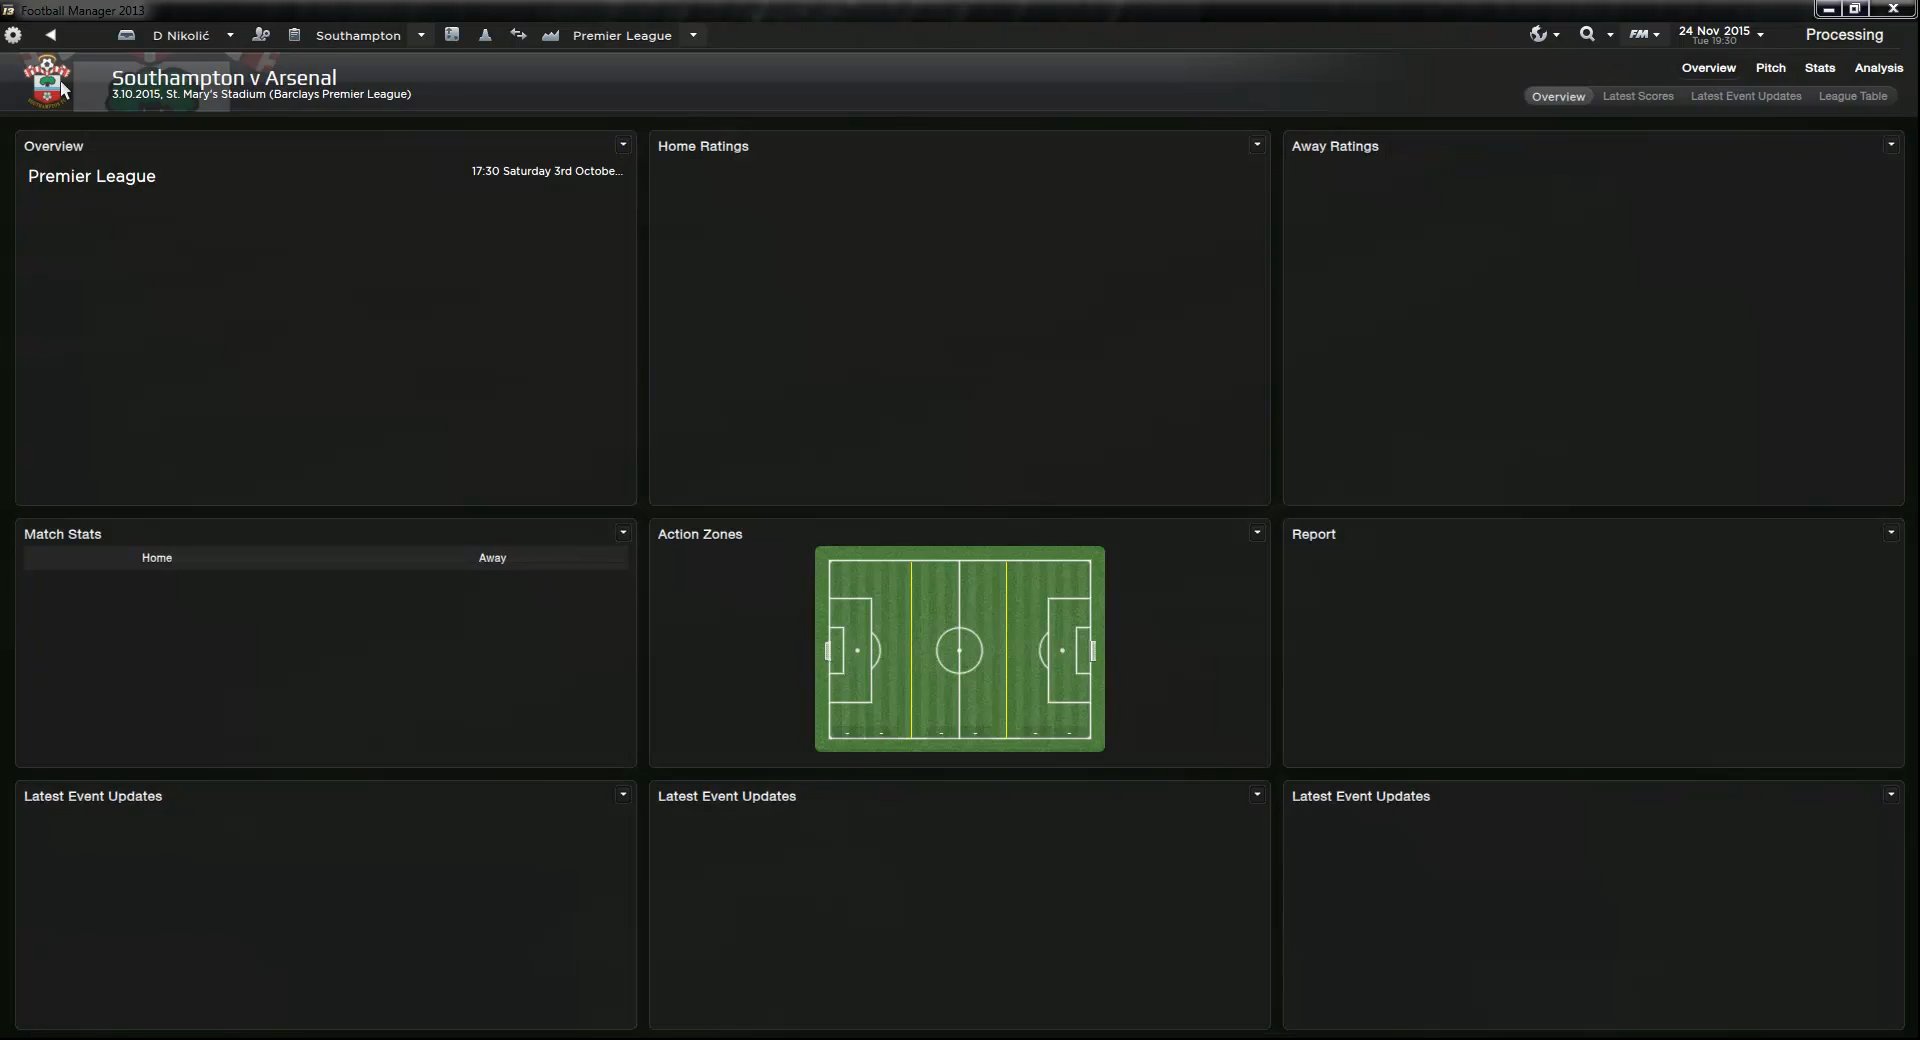 Football Manager 2013
D Nikolić
Southampton
Premier League
FM
24 Nov 2015
Tue 19:30
Processing
Southampton v Arsenal
3.10.2015, St. Mary's Stadium (Barclays Premier League)
Overview Pitch Stats Analysis
Overview Latest Scores Latest Event Updates League Table
Overview
Premier League
17:30 Saturday 3rd Octobe...
Home Ratings
Away Ratings
Match Stats
Home Away
Action Zones
Report
Latest Event Updates
Latest Event Updates
Latest Event Updates